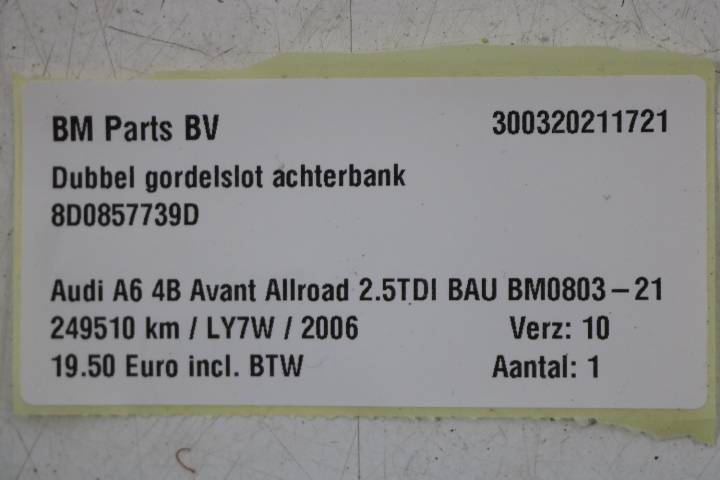 BM Parts BV 300320211721
Dubbel gordelslot achterbank
8D0857739D
Audi A6 4B Avant Allroad 2.5TDI BAU BM0803-21
249510 km / LY7W / 2006 Verz: 10
19.50 Euro incl. BTW Aantal: 1